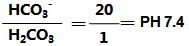 HCO₃⁻ / H₂CO₃ = 20 / 1 = PH 7.4